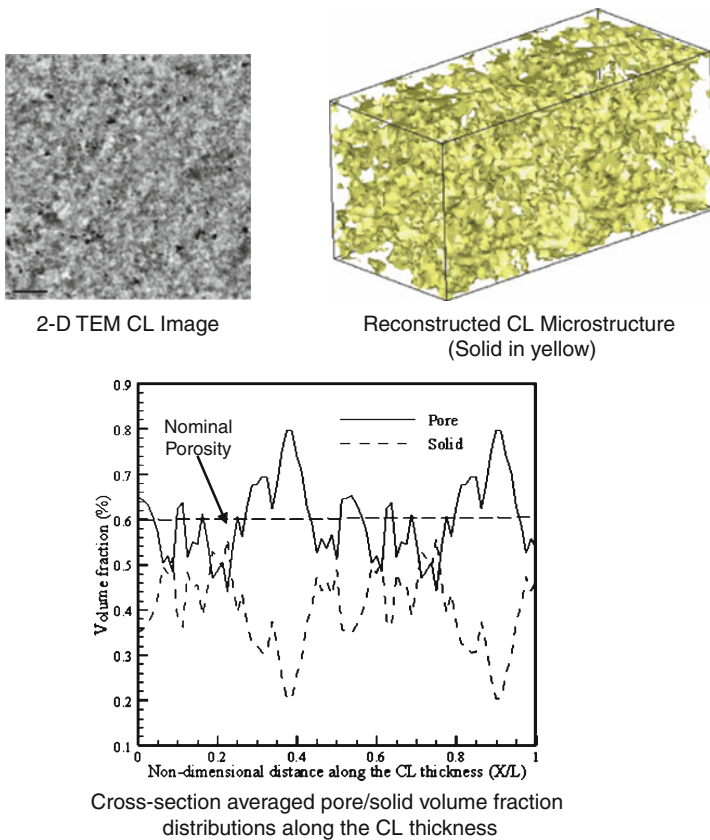 2-D TEM CL Image
Reconstructed CL Microstructure
(Solid in yellow)
0.9
0.8
0.7
0.6
0.5
0.4
0.3
0.2
0.1
Volume fraction (%)
Nominal
Porosity
Pore
Solid
0
0.2
0.4
0.6
0.8
1
Non-dimensional distance along the CL thickness (X/L)
Cross-section averaged pore/solid volume fraction
distributions along the CL thickness